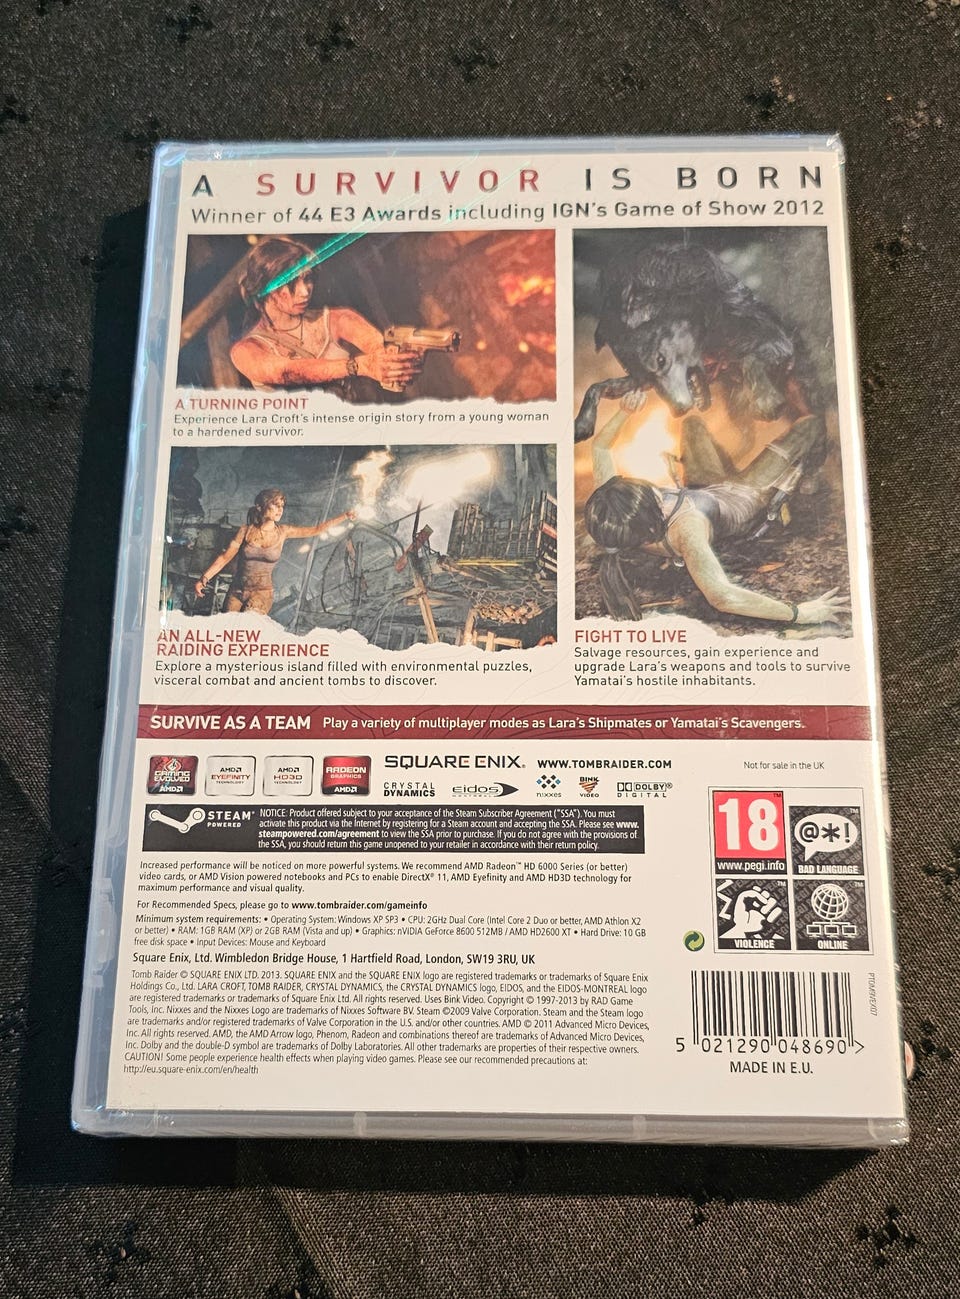 A SURVIVOR IS BORN
Winner of 44 E3 Awards including IGN's Game of Show 2012
A TURNING POINT
Experience Lara Croft's intense origin story from a young woman
to a hardened survivor.
AN ALL-NEW
RAIDING EXPERIENCE
Explore a mysterious island filled with environmental puzzles,
visceral combat and ancient tombs to discover.
FIGHT TO LIVE
Salvage resources, gain experience and
upgrade Lara's weapons and tools to survive
Yamatai's hostile inhabitants.
SURVIVE AS A TEAM Play a variety of multiplayer modes as Lara's Shipmates or Yamatai's Scavengers.
GAMING
EVOLVED
AMD
AMD
EYEFINITY
TECHNOLOGY
AMD
HD3D
TECHNOLOGY
RADEON
GRAPHICS
AMD
SQUARE ENIX® WWW.TOMBRAIDER.COM
CRYSTAL
DYNAMICS
eidos
nixxes
BINK
VIDEO
DOLBY®
DIGITAL
Not for sale in the UK
STEAM™
POWERED
NOTICE: Product offered subject to your acceptance of the Steam Subscriber Agreement ("SSA"). You must
activate this product via the Internet by registering for a Steam account and accepting the SSA. Please see www.
steampowered.com/agreement to view the SSA prior to purchase. If you do not agree with the provisions of
the SSA, you should return this game unopened to your retailer in accordance with their return policy.
18
www.pegi.info
@*!
BAD LANGUAGE
VIOLENCE
ONLINE
Increased performance will be noticed on more powerful systems. We recommend AMD Radeon™ HD 6000 Series (or better)
video cards, or AMD Vision powered notebooks and PCs to enable DirectX® 11, AMD Eyefinity and AMD HD3D technology for
maximum performance and visual quality.
For Recommended Specs, please go to www.tombraider.com/gameinfo
Minimum system requirements: • Operating System: Windows XP SP3 • CPU: 2GHz Dual Core (Intel Core 2 Duo or better, AMD Athlon X2
or better) • RAM: 1GB RAM (XP) or 2GB RAM (Vista and up) • Graphics: nVIDIA GeForce 8600 512MB / AMD HD2600 XT • Hard Drive: 10 GB
free disk space • Input Devices: Mouse and Keyboard
Square Enix, Ltd. Wimbledon Bridge House, 1 Hartfield Road, London, SW19 3RU, UK
Tomb Raider © SQUARE ENIX LTD. 2013. SQUARE ENIX and the SQUARE ENIX logo are registered trademarks or trademarks of Square Enix
Holdings Co., Ltd. LARA CROFT, TOMB RAIDER, CRYSTAL DYNAMICS, the CRYSTAL DYNAMICS logo, EIDOS, and the EIDOS-MONTREAL logo
are registered trademarks or trademarks of Square Enix Ltd. All rights reserved. Uses Bink Video. Copyright © 1997-2013 by RAD Game
Tools, Inc. Nixxes and the Nixxes Logo are trademarks of Nixxes Software BV. Steam ©2009 Valve Corporation. Steam and the Steam logo
are trademarks and/or registered trademarks of Valve Corporation in the U.S. and/or other countries. AMD © 2011 Advanced Micro Devices,
Inc. All rights reserved. AMD, the AMD Arrow logo, Phenom, Radeon and combinations thereof are trademarks of Advanced Micro Devices,
Inc. Dolby and the double-D symbol are trademarks of Dolby Laboratories. All other trademarks are properties of their respective owners.
CAUTION! Some people experience health effects when playing video games. Please see our recommended precautions at:
http://eu.square-enix.com/en/health
5 021290 048690 >
MADE IN E.U.